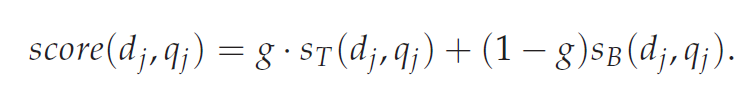 score(d_j, q_j) = g · s_T(d_j, q_j) + (1 − g)s_B(d_j, q_j).